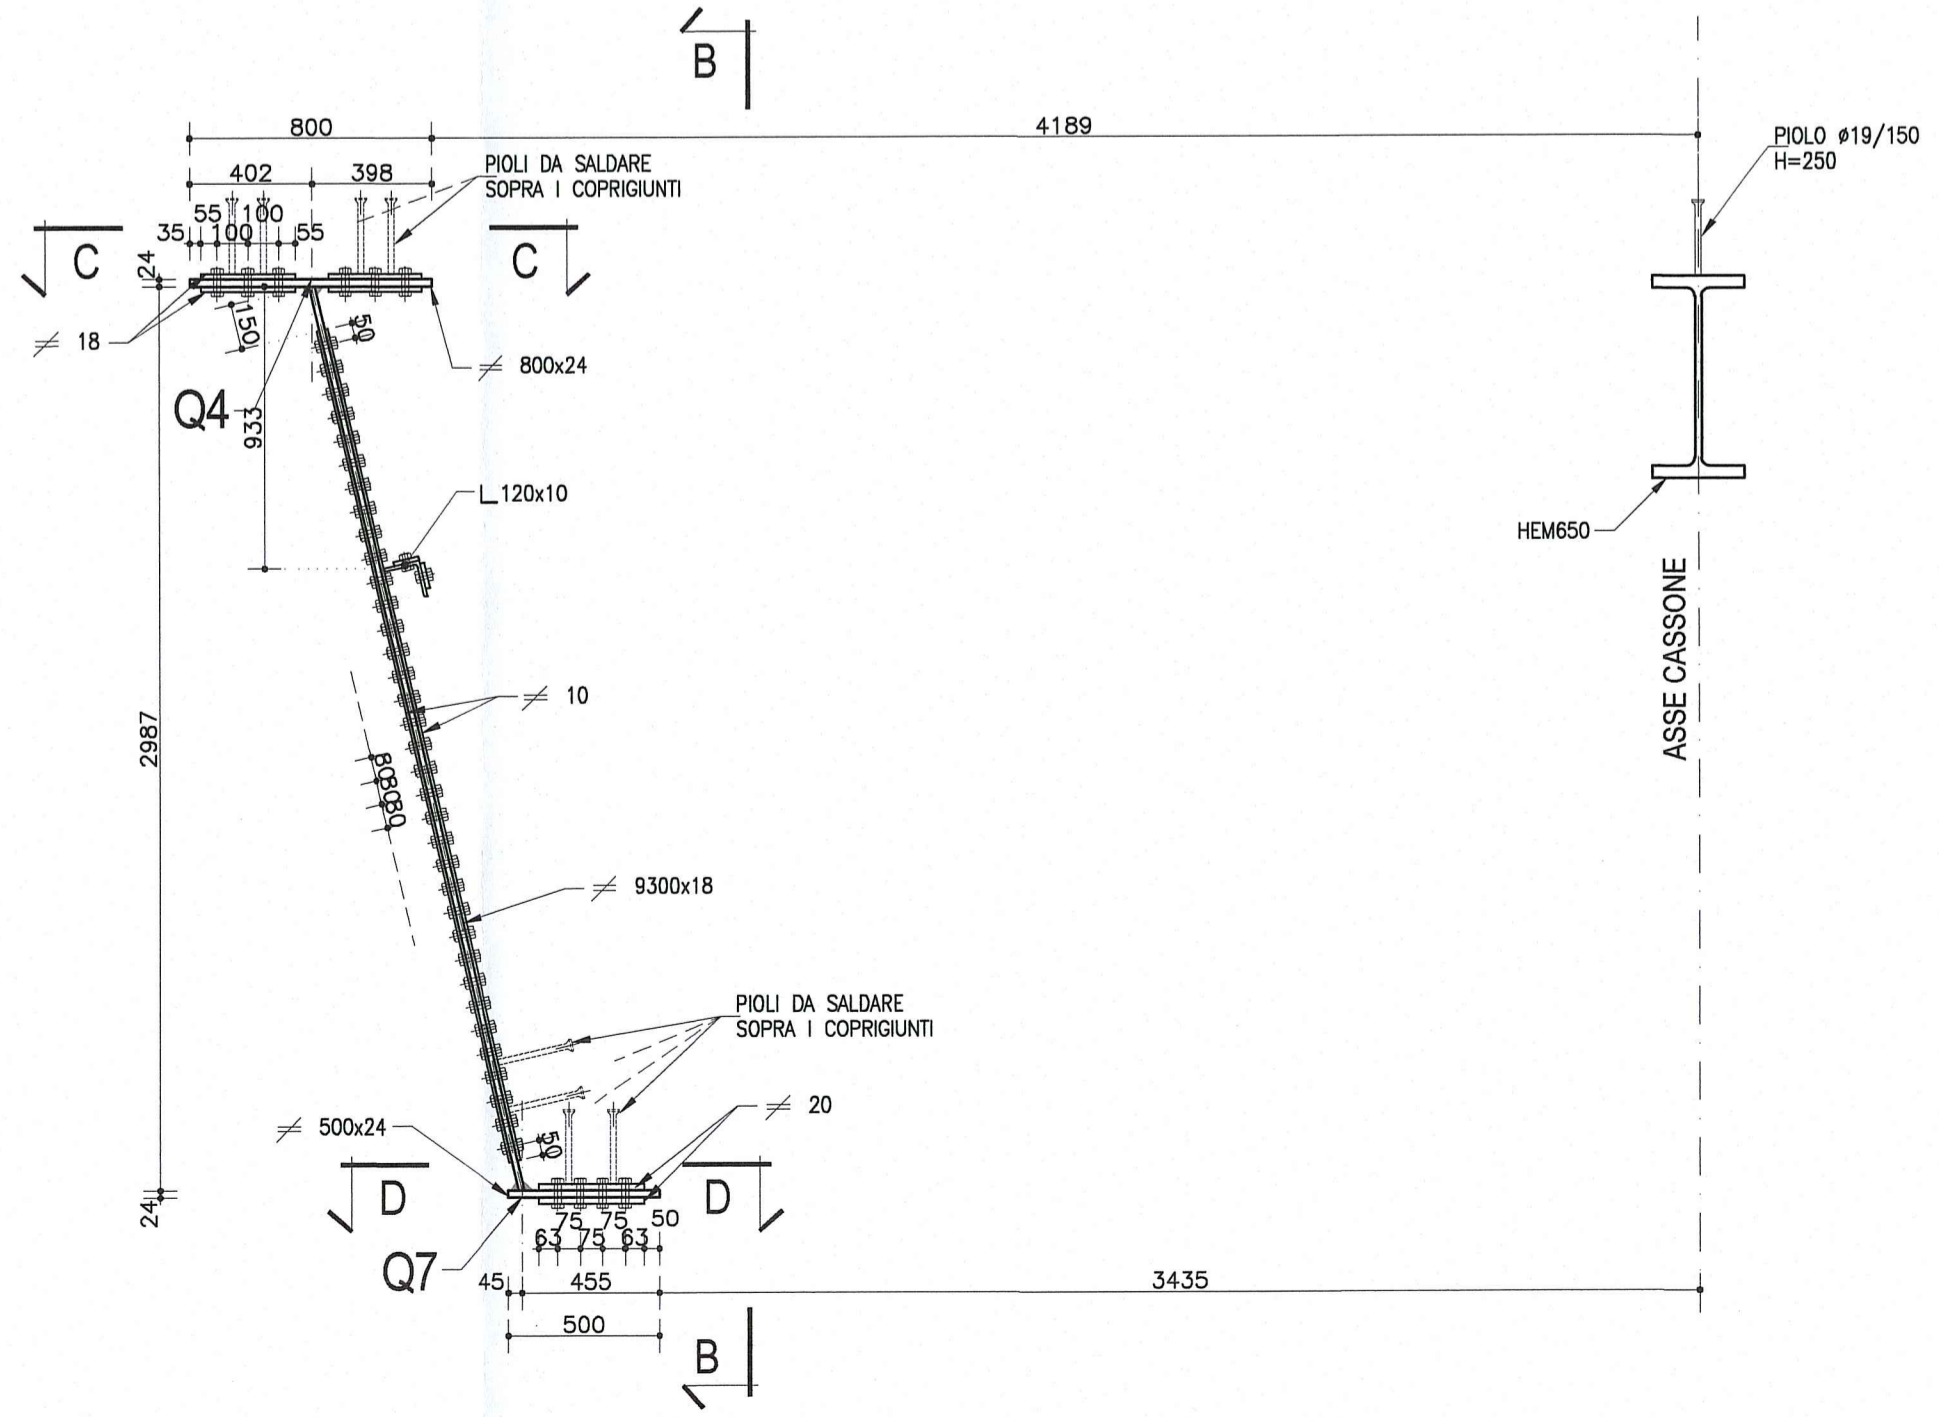 B
800
4189
PIOLO ø19/150
H=250
402
398
PIOLI DA SALDARE
SOPRA I COPRIGIUNTI
55
100
35
100
55
C
C
24
150
50
18
800x24
Q4
933
L 120x10
HEM650
ASSE CASSONE
10
2987
80
80
80
9300x18
PIOLI DA SALDARE
SOPRA I COPRIGIUNTI
20
500x24
50
D
D
24
75
75
50
63
75
63
Q7
45
455
3435
500
B